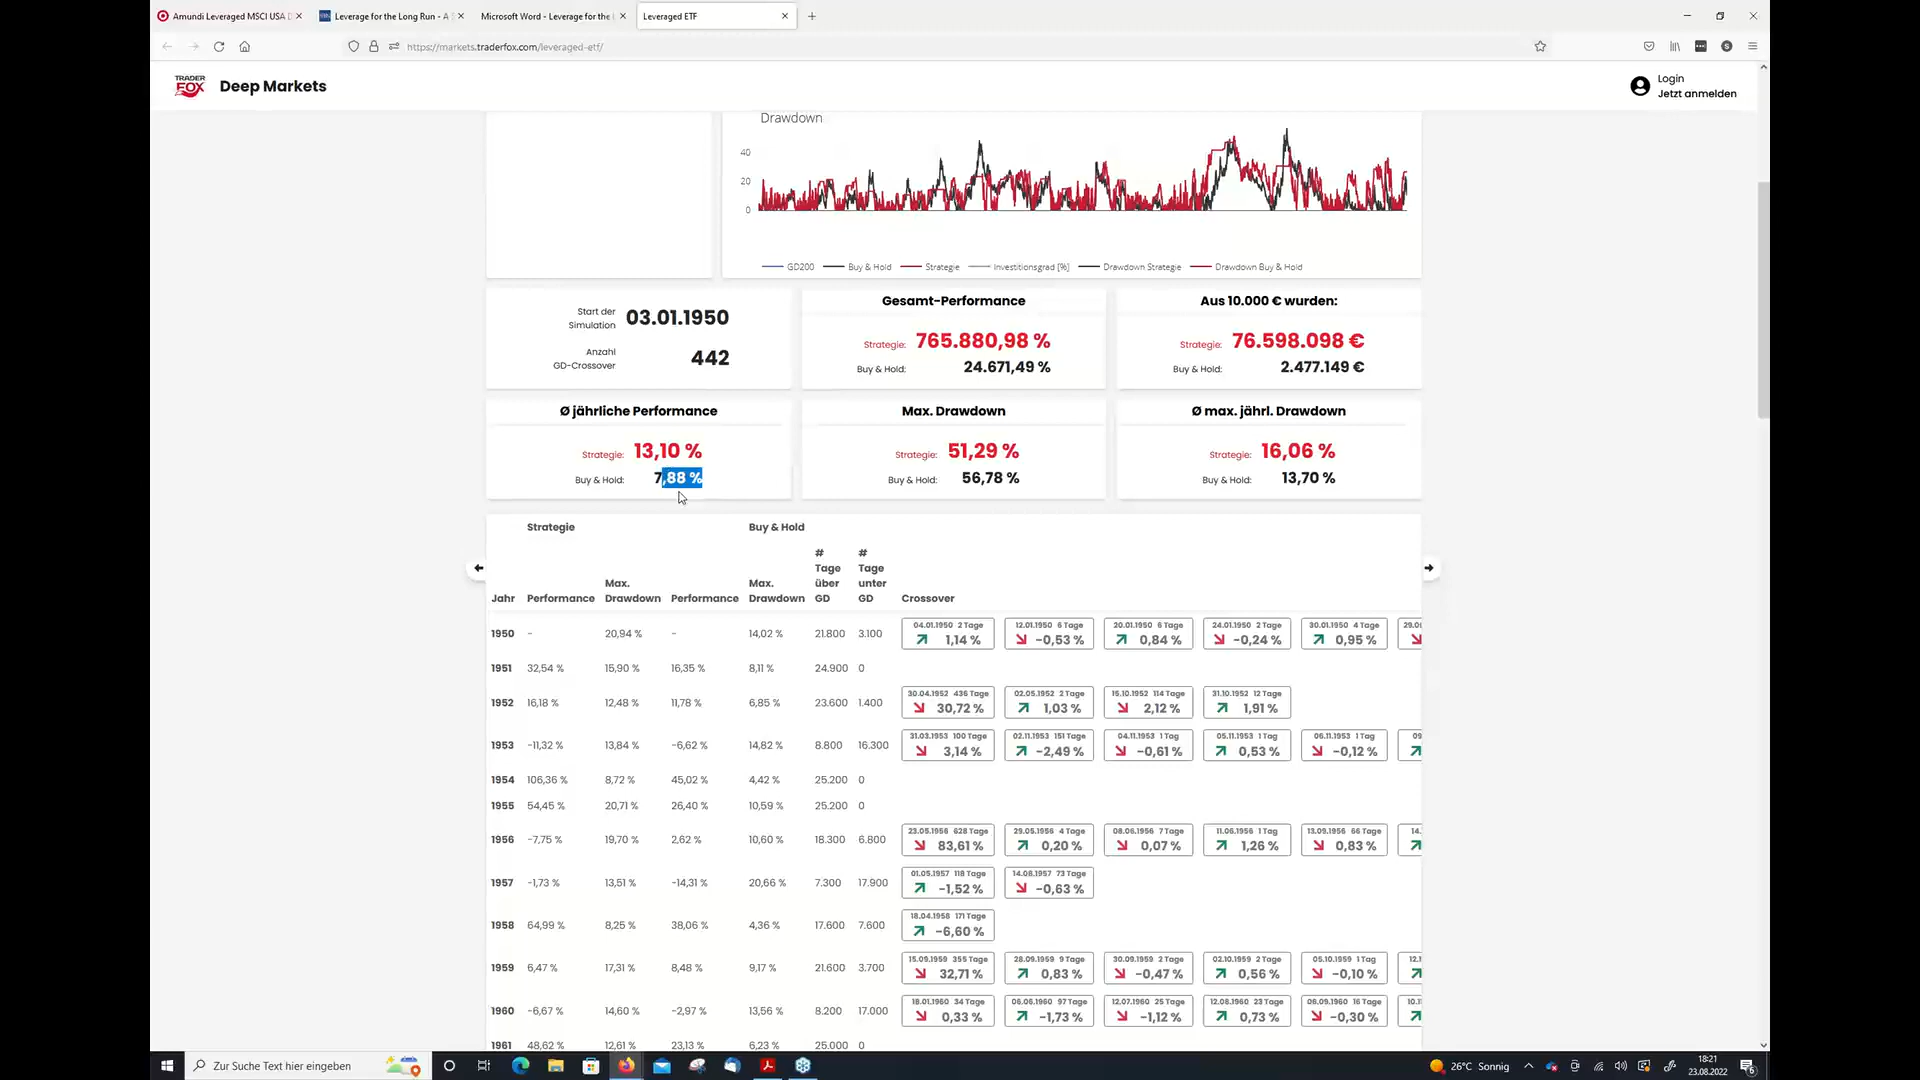 Amundi Leveraged MSCI USA D
Leverage for the Long Run - A S
Microsoft Word - Leverage for the L
Leveraged ETF
https://markets.traderfox.com/leveraged-etf/
TRADER
FOX
Deep Markets
Login
Jetzt anmelden
Drawdown
40
20
0
GD200 Buy & Hold Strategie Investitionsgrad [%] Drawdown Strategie Drawdown Buy & Hold
Start der
Simulation 03.01.1950
Anzahl
GD-Crossover 442
Gesamt-Performance
Strategie: 765.880,98 %
Buy & Hold: 24.671,49 %
Aus 10.000 € wurden:
Strategie: 76.598.098 €
Buy & Hold: 2.477.149 €
Ø jährliche Performance
Strategie: 13,10 %
Buy & Hold: 7,88 %
Max. Drawdown
Strategie: 51,29 %
Buy & Hold: 56,78 %
Ø max. jährl. Drawdown
Strategie: 16,06 %
Buy & Hold: 13,70 %
Strategie Buy & Hold
# #
Tage Tage
Max. Max. über unter
Jahr Performance Drawdown Performance Drawdown GD GD Crossover
04.01.1950 2 Tage 12.01.1950 6 Tage 20.01.1950 6 Tage 24.01.1950 2 Tage 30.01.1950 4 Tage 29.0
1950 - 20,94 % - 14,02 % 21.800 3.100 1,14 % -0,53 % 0,84 % -0,24 % 0,95 %
1951 32,54 % 15,90 % 16,35 % 8,11 % 24.900 0
30.04.1952 436 Tage 02.05.1952 2 Tage 15.10.1952 114 Tage 31.10.1952 12 Tage
1952 16,18 % 12,48 % 11,78 % 6,85 % 23.600 1.400 30,72 % 1,03 % 2,12 % 1,91 %
31.03.1953 100 Tage 02.11.1953 151 Tage 04.11.1953 1 Tag 05.11.1953 1 Tag 06.11.1953 1 Tag 09
1953 -11,32 % 13,84 % -6,62 % 14,82 % 8.800 16.300 3,14 % -2,49 % -0,61 % 0,53 % -0,12 %
1954 106,36 % 8,72 % 45,02 % 4,42 % 25.200 0
1955 54,45 % 20,71 % 26,40 % 10,59 % 25.200 0
23.05.1956 628 Tage 29.05.1956 4 Tage 08.06.1956 7 Tage 11.06.1956 1 Tag 13.09.1956 66 Tage 14.
1956 -7,75 % 19,70 % 2,62 % 10,60 % 18.300 6.800 83,61 % 0,20 % 0,07 % 1,26 % 0,83 %
01.05.1957 118 Tage 14.08.1957 73 Tage
1957 -1,73 % 13,51 % -14,31 % 20,66 % 7.300 17.900 -1,52 % -0,63 %
18.04.1958 171 Tage
1958 64,99 % 8,25 % 38,06 % 4,36 % 17.600 7.600 -6,60 %
15.09.1959 355 Tage 28.09.1959 9 Tage 30.09.1959 2 Tage 02.10.1959 2 Tage 05.10.1959 1 Tag 12.1
1959 6,47 % 17,31 % 8,48 % 9,17 % 21.600 3.700 32,71 % 0,83 % -0,47 % 0,56 % -0,10 %
18.01.1960 34 Tage 06.06.1960 97 Tage 12.07.1960 25 Tage 12.08.1960 23 Tage 06.09.1960 16 Tage 10.1
1960 -6,67 % 14,60 % -2,97 % 13,56 % 8.200 17.000 0,33 % -1,73 % -1,12 % 0,73 % -0,30 %
1961 48,62 % 12,61 % 23,13 % 6,23 % 25.000 0
Zur Suche Text hier eingeben
26°C Sonnig
18:21
23.08.2022